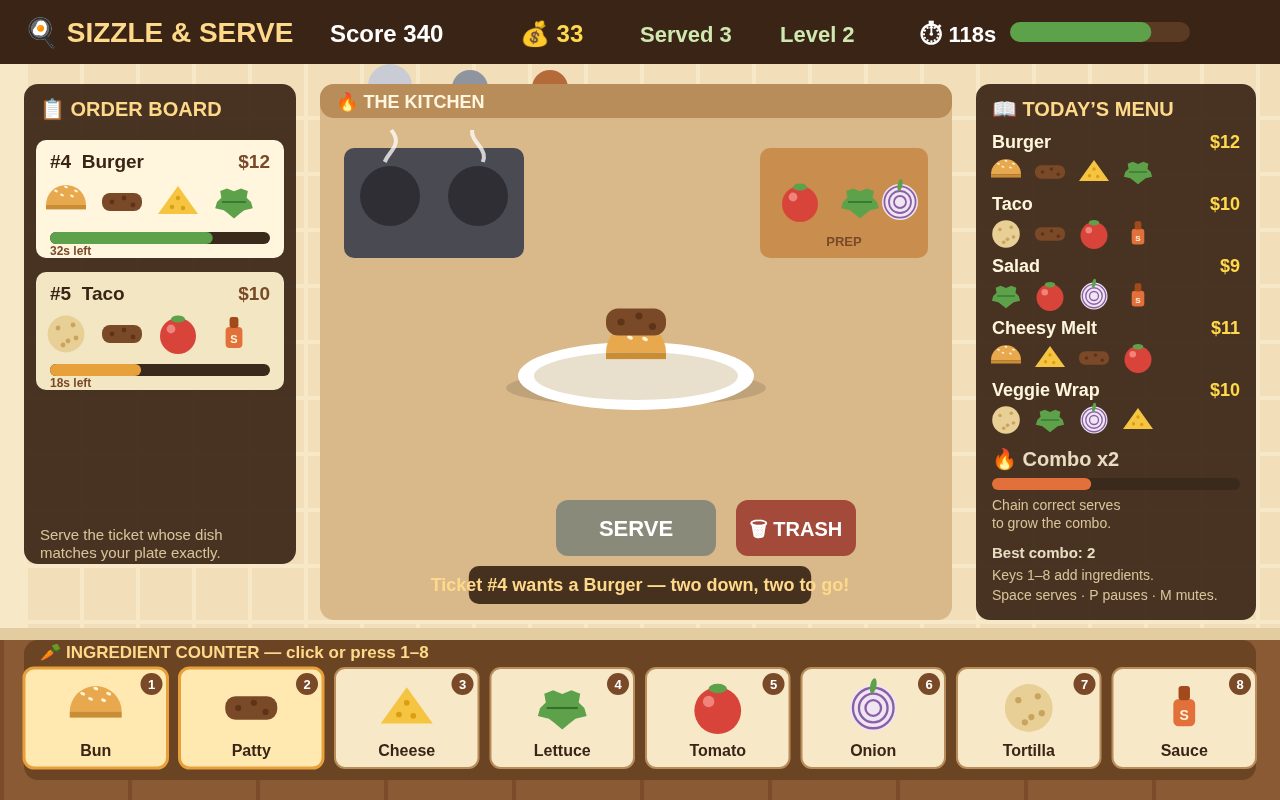 🍳 SIZZLE & SERVE
Score 340
💰 33
Served 3
Level 2
⏱ 118s
📋 ORDER BOARD
#4 Burger $12
32s left
#5 Taco $10
S
18s left
Serve the ticket whose dish
matches your plate exactly.
🔥 THE KITCHEN
PREP
SERVE
🗑 TRASH
Ticket #4 wants a Burger — two down, two to go!
📖 TODAY’S MENU
Burger $12
Taco $10
S
Salad $9
S
Cheesy Melt $11
Veggie Wrap $10
🔥 Combo x2
Chain correct serves
to grow the combo.
Best combo: 2
Keys 1–8 add ingredients.
Space serves · P pauses · M mutes.
🥕 INGREDIENT COUNTER — click or press 1–8
1
Bun
2
Patty
3
Cheese
4
Lettuce
5
Tomato
6
Onion
7
Tortilla
8
S
Sauce